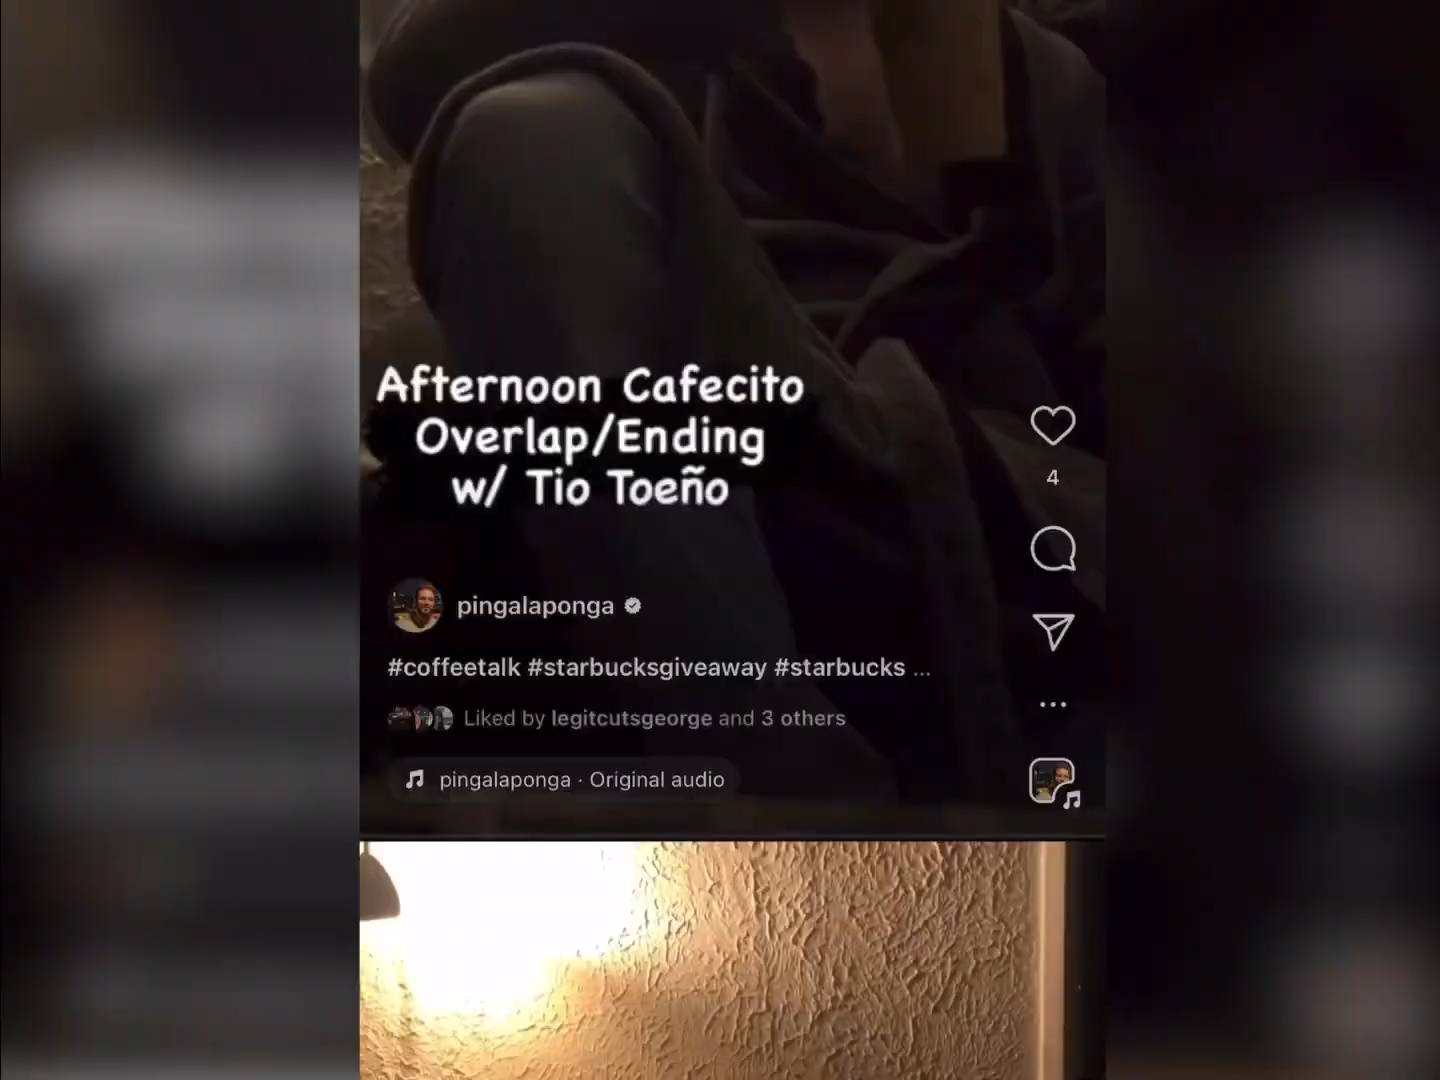 Afternoon Cafecito
Overlap/Ending
w/ Tio Toeño
4
pingalaponga
#coffeetalk #starbucksgiveaway #starbucks ...
Liked by legitcutsgeorge and 3 others
pingalaponga · Original audio